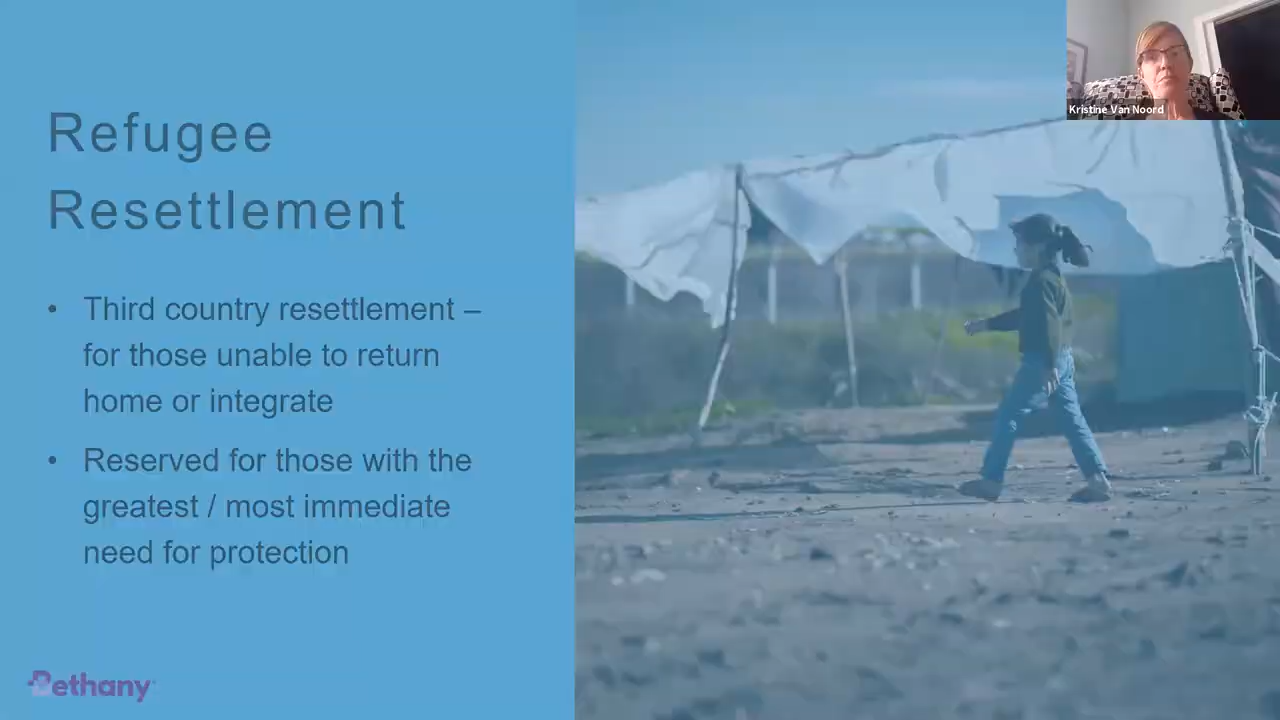 Kristine Van Noord
Refugee
Resettlement
• Third country resettlement –
for those unable to return
home or integrate
• Reserved for those with the
greatest / most immediate
need for protection
Bethany